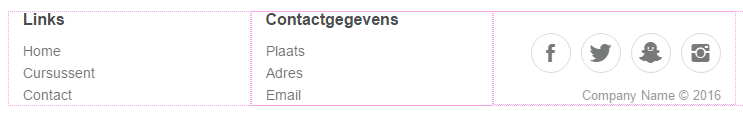 Links
Home
Cursussent
Contact
Contactgegevens
Plaats
Adres
Email
Company Name © 2016